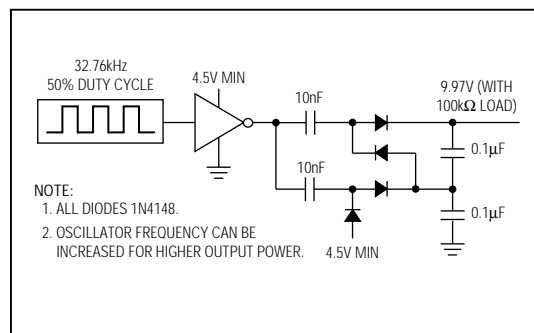 32.76kHz
50% DUTY CYCLE
4.5V MIN
10nF
9.97V (WITH
100kΩ LOAD)
0.1μF
10nF
0.1μF
4.5V MIN
NOTE:
1. ALL DIODES 1N4148.
2. OSCILLATOR FREQUENCY CAN BE
INCREASED FOR HIGHER OUTPUT POWER.